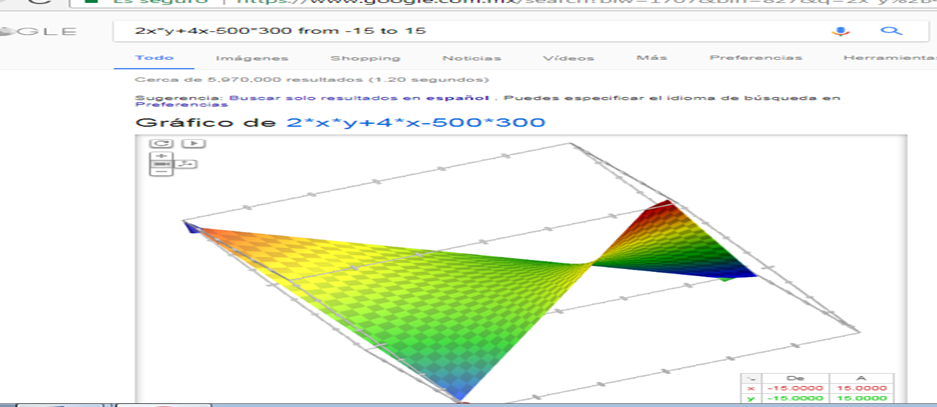 Es seguro | https://www.google.com.mx/search?biw=1707&bih=827&q=2x*y%2b4
GLE
2x*y+4x-500*300 from -15 to 15
Todo Imágenes Shopping Noticias Vídeos Más Preferencias Herramienta
Cerca de 5,970,000 resultados (1.20 segundos)
Sugerencia: Buscar solo resultados en español . Puedes especificar el idioma de búsqueda en
Preferencias
Gráfico de 2*x*y+4*x-500*300
De A
x -15.0000 15.0000
y -15.0000 15.0000